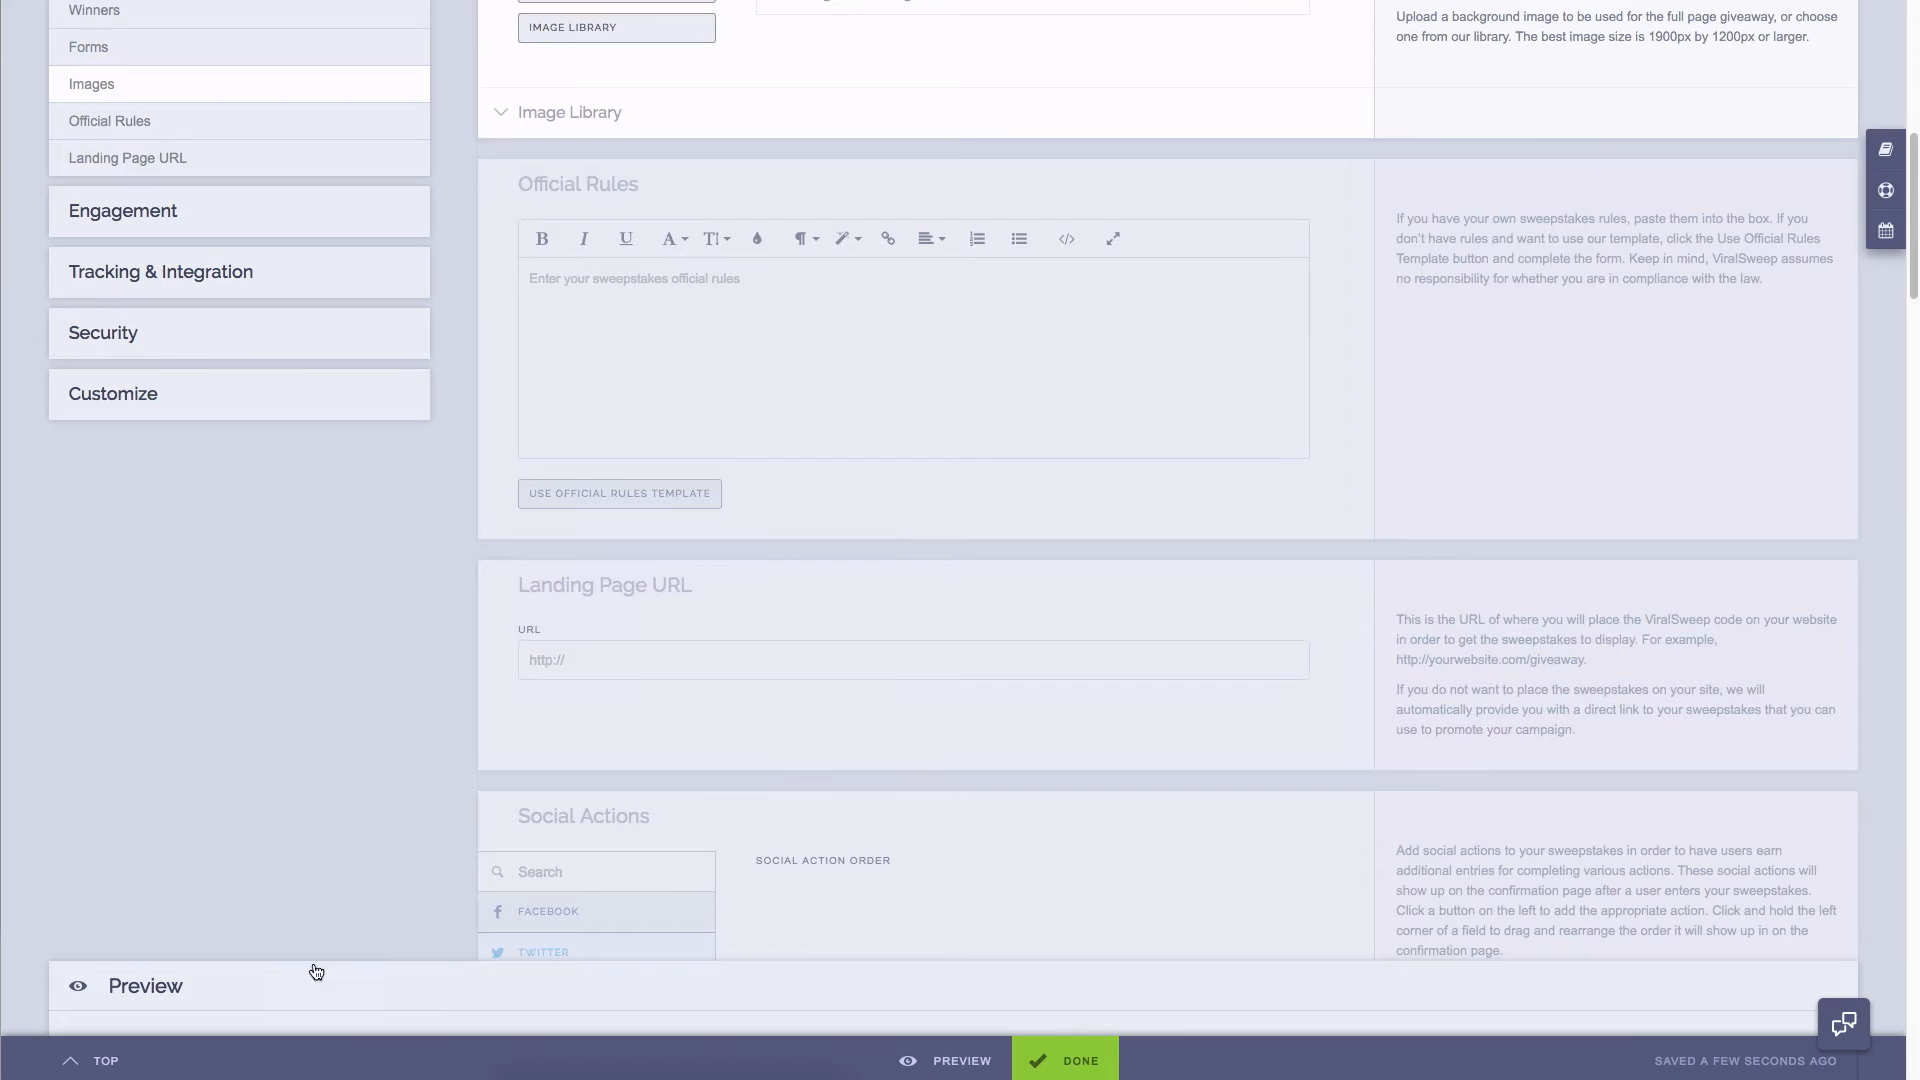 Winners
Forms
Images
Official Rules
Landing Page URL
Engagement
Tracking & Integration
Security
Customize
IMAGE LIBRARY
Upload a background image to be used for the full page giveaway, or choose
one from our library. The best image size is 1900px by 1200px or larger.
Image Library
Official Rules
B I U A T
Enter your sweepstakes official rules
USE OFFICIAL RULES TEMPLATE
If you have your own sweepstakes rules, paste them into the box. If you
don't have rules and want to use our template, click the Use Official Rules
Template button and complete the form. Keep in mind, ViralSweep assumes
no responsibility for whether you are in compliance with the law.
Landing Page URL
URL
http://
This is the URL of where you will place the ViralSweep code on your website
in order to get the sweepstakes to display. For example,
http://yourwebsite.com/giveaway.
If you do not want to place the sweepstakes on your site, we will
automatically provide you with a direct link to your sweepstakes that you can
use to promote your campaign.
Social Actions
Search
FACEBOOK
TWITTER
SOCIAL ACTION ORDER
Add social actions to your sweepstakes in order to have users earn
additional entries for completing various actions. These social actions will
show up on the confirmation page after a user enters your sweepstakes.
Click a button on the left to add the appropriate action. Click and hold the left
corner of a field to drag and rearrange the order it will show up in on the
confirmation page.
Preview
TOP
PREVIEW
DONE
SAVED A FEW SECONDS AGO